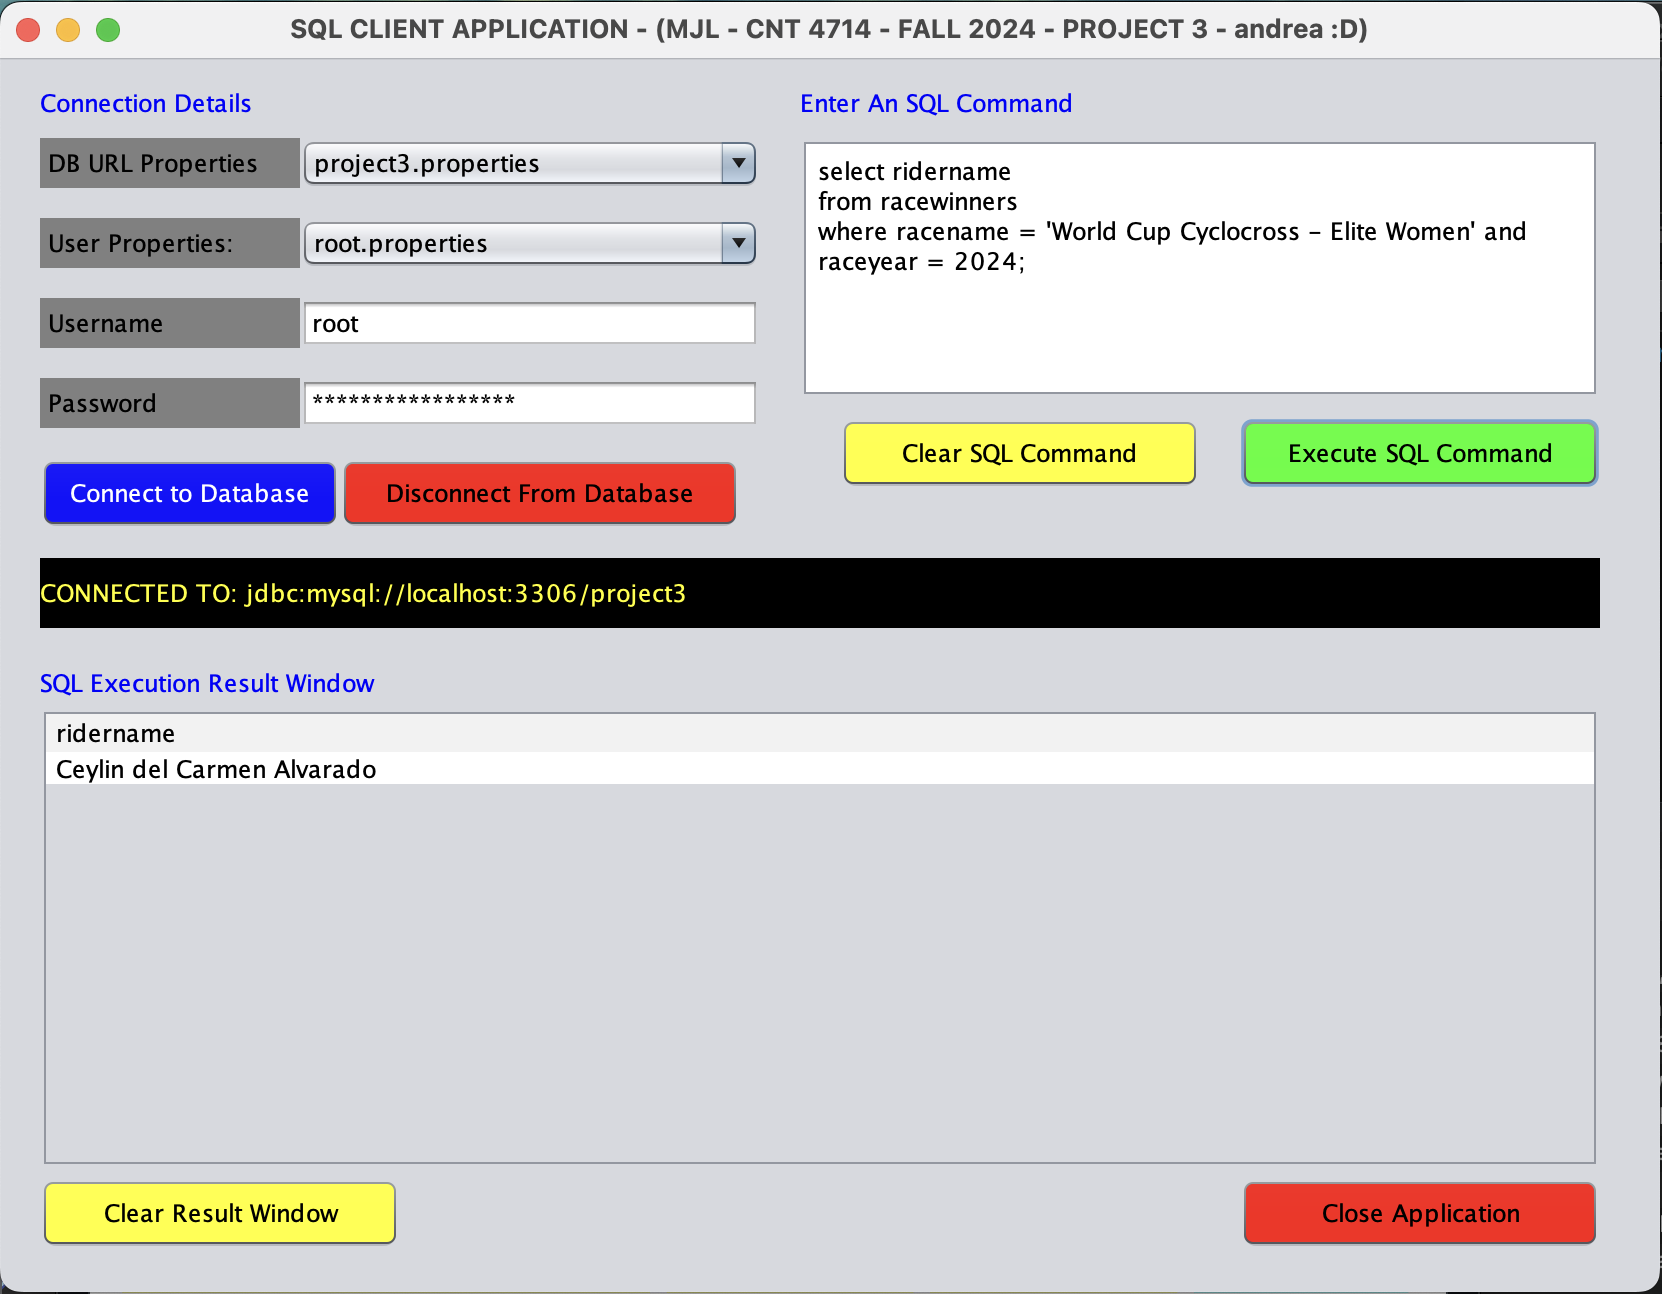 SQL CLIENT APPLICATION - (MJL - CNT 4714 - FALL 2024 - PROJECT 3 - andrea :D)
Connection Details
DB URL Properties
project3.properties
User Properties:
root.properties
Username
root
Password
*****************
Connect to Database
Disconnect From Database
Enter An SQL Command
select ridername
from racewinners
where racename = 'World Cup Cyclocross - Elite Women' and
raceyear = 2024;
Clear SQL Command
Execute SQL Command
CONNECTED TO: jdbc:mysql://localhost:3306/project3
SQL Execution Result Window
ridername
Ceylin del Carmen Alvarado
Clear Result Window
Close Application